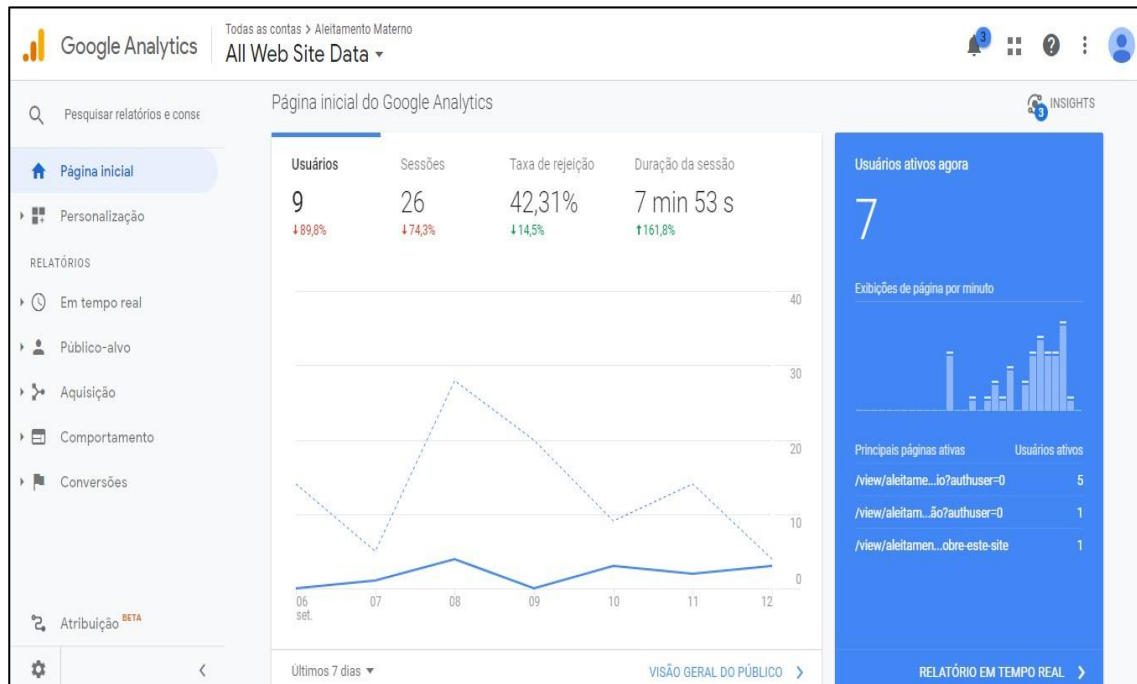 Google Analytics
Todas as contas > Aleitamento Materno
All Web Site Data
3
Pesquisar relatórios e conse
Página inicial
Personalização
RELATÓRIOS
Em tempo real
Público-alvo
Aquisição
Comportamento
Conversões
Atribuição BETA
Página inicial do Google Analytics
3 INSIGHTS
Usuários Sessões Taxa de rejeição Duração da sessão
9 26 42,31% 7 min 53 s
↓89,8% ↓74,3% ↓14,5% ↑161,8%
40
30
20
10
0
06 07 08 09 10 11 12
set.
Últimos 7 dias
VISÃO GERAL DO PÚBLICO
Usuários ativos agora
7
Exibições de página por minuto
Principais páginas ativas Usuários ativos
/view/aleitame...io?authuser=0 5
/view/aleitam...ão?authuser=0 1
/view/aleitamen...obre-este-site 1
RELATÓRIO EM TEMPO REAL